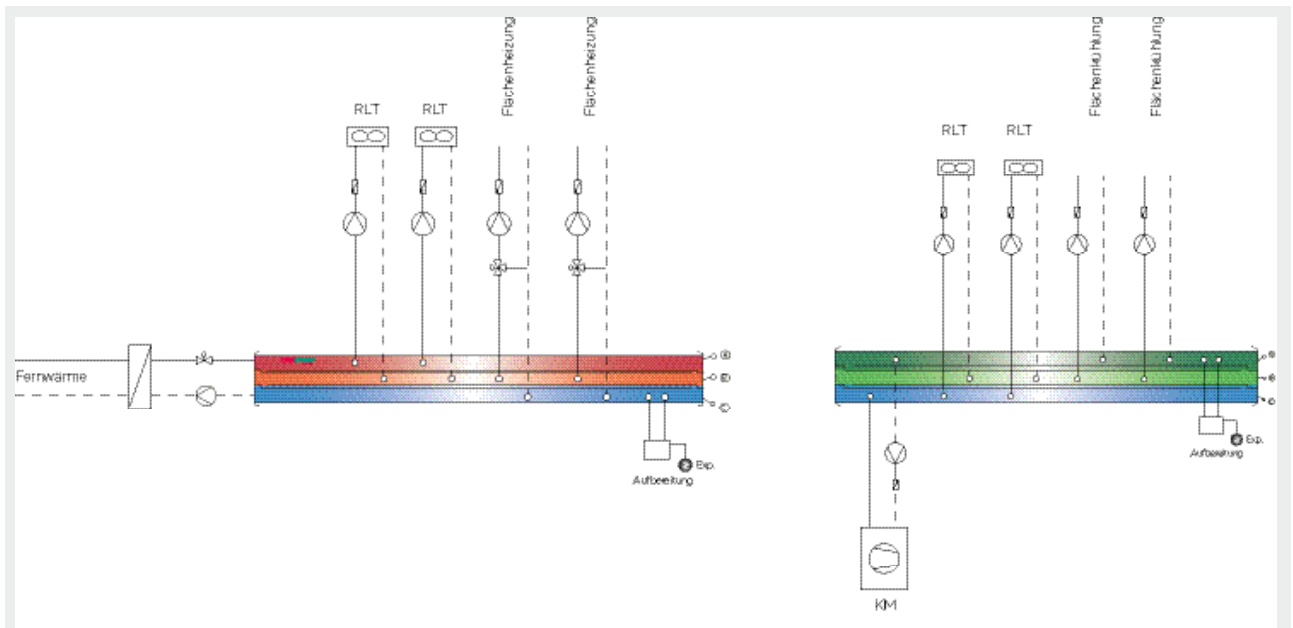 Flächenheizung
Flächenheizung
RLT
RLT
Fernwärme
Exp.
Aufbereitung
Flächenkühlung
Flächenkühlung
RLT
RLT
Exp.
Aufbereitung
KM